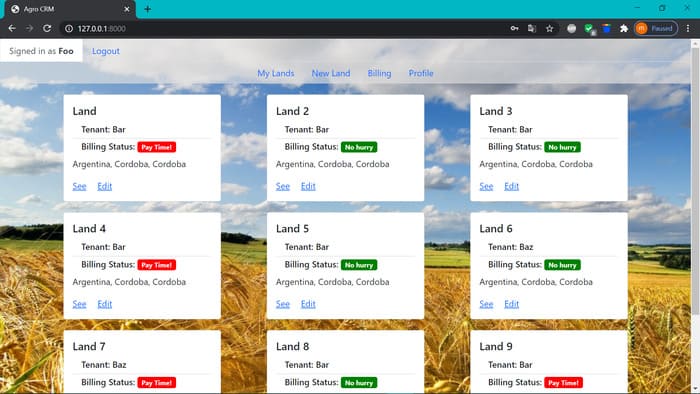 Agro CRM
127.0.0.1:8000
Paused
Signed in as Foo Logout
My Lands New Land Billing Profile
Land
Tenant: Bar
Billing Status: Pay Time!
Argentina, Cordoba, Cordoba
See Edit
Land 2
Tenant: Bar
Billing Status: No hurry
Argentina, Cordoba, Cordoba
See Edit
Land 3
Tenant: Bar
Billing Status: No hurry
Argentina, Cordoba, Cordoba
See Edit
Land 4
Tenant: Bar
Billing Status: Pay Time!
Argentina, Cordoba, Cordoba
See Edit
Land 5
Tenant: Bar
Billing Status: No hurry
Argentina, Cordoba, Cordoba
See Edit
Land 6
Tenant: Baz
Billing Status: No hurry
Argentina, Cordoba, Cordoba
See Edit
Land 7
Tenant: Baz
Billing Status: Pay Time!
Land 8
Tenant: Bar
Billing Status: No hurry
Land 9
Tenant: Bar
Billing Status: Pay Time!